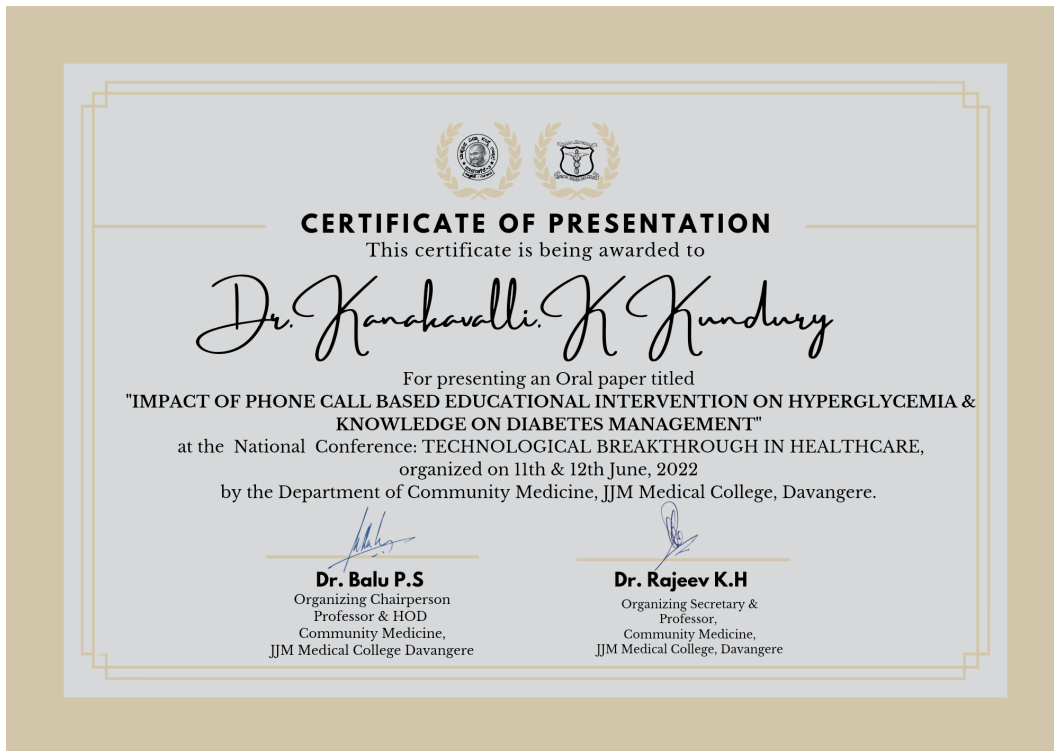 CERTIFICATE OF PRESENTATION
This certificate is being awarded to
Dr. Kanakavalli. K Kundury
For presenting an Oral paper titled
"IMPACT OF PHONE CALL BASED EDUCATIONAL INTERVENTION ON HYPERGLYCEMIA &
KNOWLEDGE ON DIABETES MANAGEMENT"
at the National Conference: TECHNOLOGICAL BREAKTHROUGH IN HEALTHCARE,
organized on 11th & 12th June, 2022
by the Department of Community Medicine, JJM Medical College, Davangere.
Dr. Balu P.S
Organizing Chairperson
Professor & HOD
Community Medicine,
JJM Medical College Davangere
Dr. Rajeev K.H
Organizing Secretary &
Professor,
Community Medicine,
JJM Medical College, Davangere